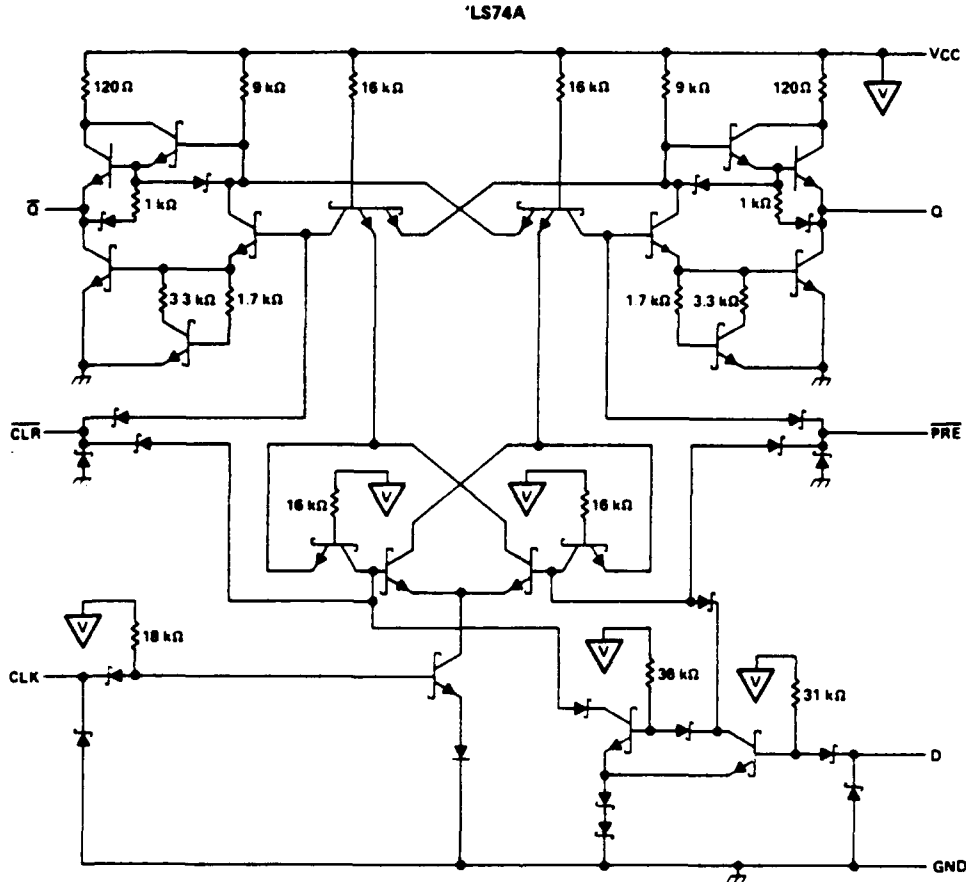 'LS74A
VCC
120 Ω 9 kΩ 16 kΩ 16 kΩ 9 kΩ 120 Ω V
Q̅ 1 kΩ 1 kΩ Q
3.3 kΩ 1.7 kΩ 1.7 kΩ 3.3 kΩ
C̅L̅R̅ P̅R̅E̅
16 kΩ V V 16 kΩ
V 18 kΩ
CLK V 36 kΩ V 31 kΩ
D
GND